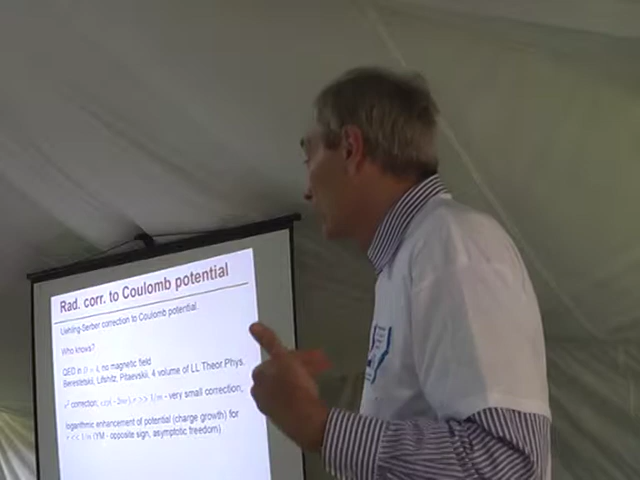 Rad. corr. to Coulomb potential
Uehling-Serber correction to Coulomb potential.
Who knows?
QED in D = 4, no magnetic field
Berestetski, Lifshitz, Pitaevskii, 4 volume of LL Theor.Phys.
correction, - very small correction,
logarithmic enhancement of potential (charge growth) for
(YM - opposite sign, asymptotic freedom)